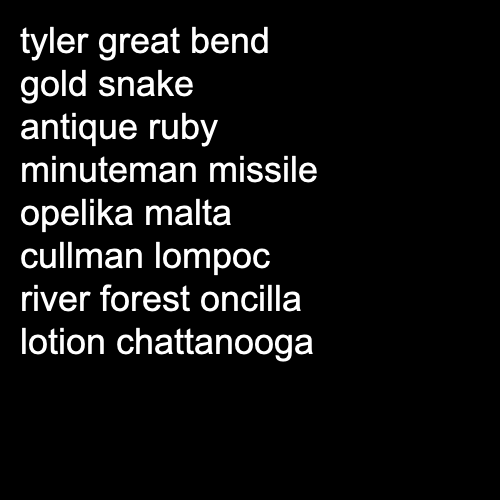 tyler great bend
gold snake
antique ruby
minuteman missile
opelika malta
cullman lompoc
river forest oncilla
lotion chattanooga